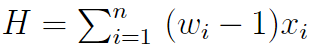 H = \sum_{i=1}^{n} (w_i − 1)x_i